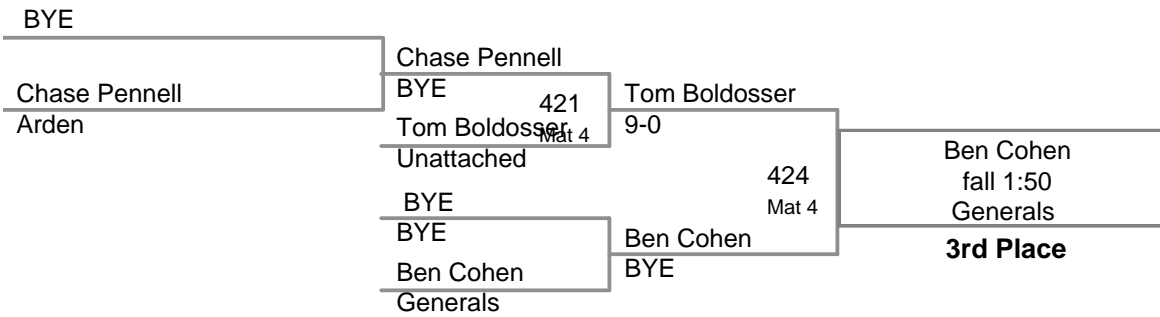 BYE
Chase Pennell
Arden
Chase Pennell
BYE
421
Mat 4
Tom Boldosser
Unattached
BYE
BYE
Ben Cohen
Generals
Tom Boldosser
9-0
424
Mat 4
Ben Cohen
BYE
Ben Cohen
fall 1:50
Generals
3rd Place